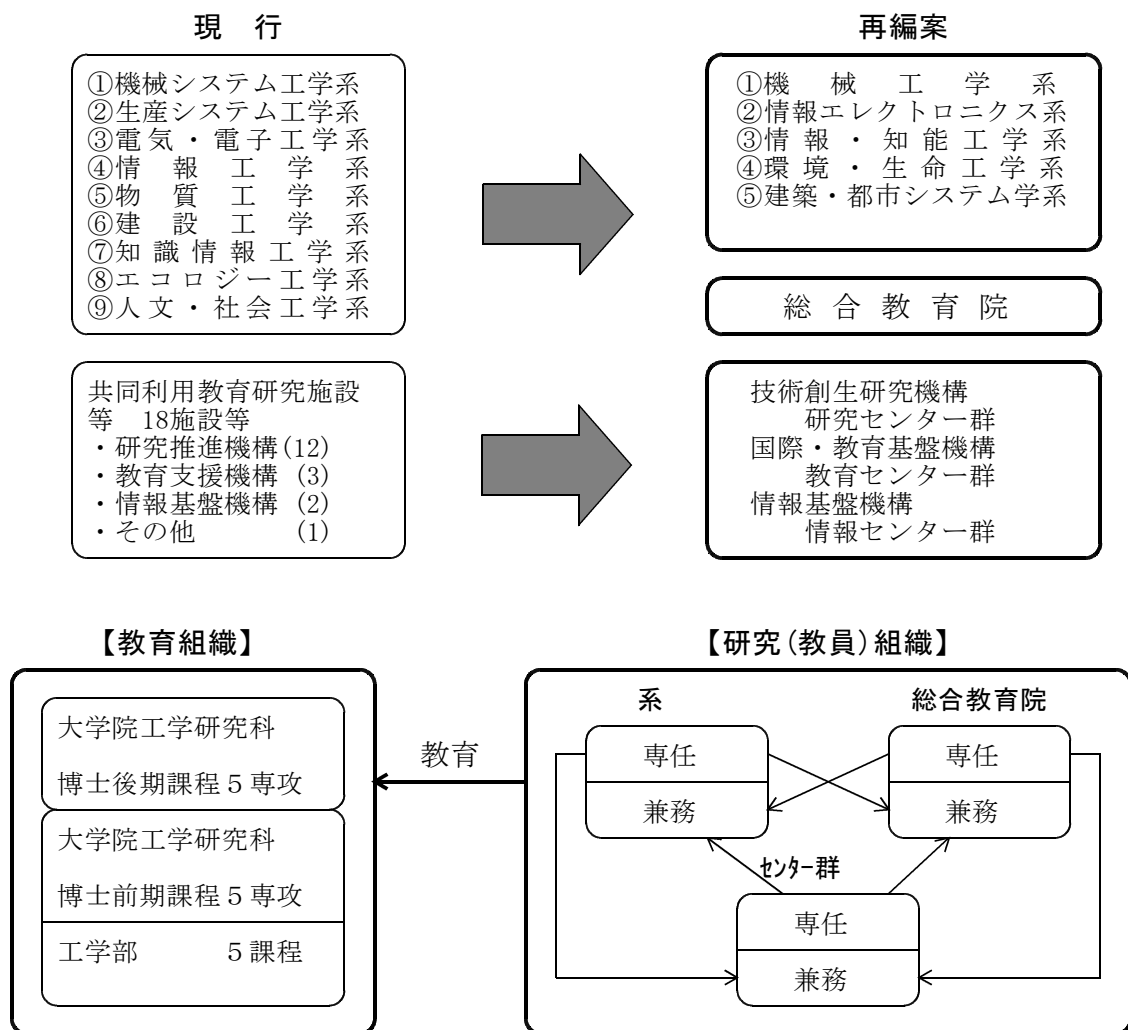 現 行
①機械システム工学系
②生産システム工学系
③電気・電子工学系
④情報工学系
⑤物質工学系
⑥建設工学系
⑦知識情報工学系
⑧エコロジー工学系
⑨人文・社会工学系
共同利用教育研究施設
等 18施設等
・研究推進機構(12)
・教育支援機構 (3)
・情報基盤機構 (2)
・その他 (1)
再編案
①機械工学系
②情報エレクトロニクス系
③情報・知能工学系
④環境・生命工学系
⑤建築・都市システム学系
総合教育院
技術創生研究機構
研究センター群
国際・教育基盤機構
教育センター群
情報基盤機構
情報センター群
【教育組織】
大学院工学研究科
博士後期課程5専攻
大学院工学研究科
博士前期課程5専攻
工学部 5課程
教育
【研究(教員)組織】
系
専任
兼務
総合教育院
専任
兼務
センター群
専任
兼務